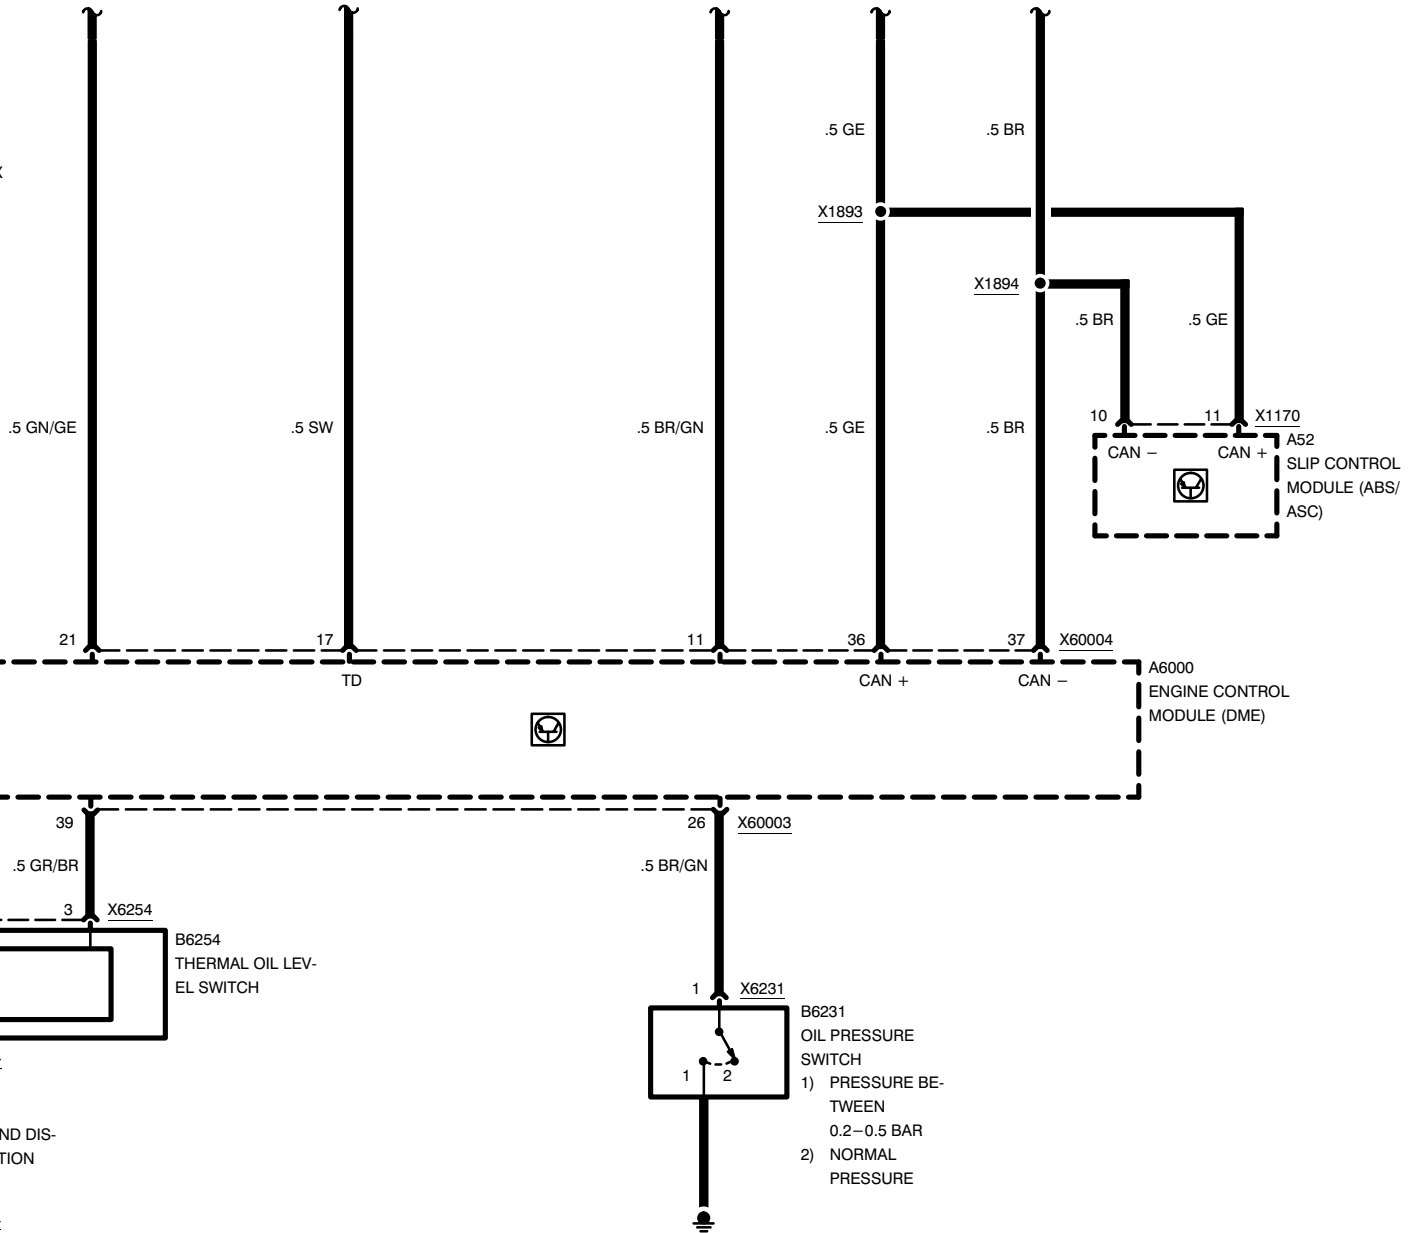 .5 GE
.5 BR
X
X1893
X1894
.5 BR
.5 GE
.5 GN/GE
.5 SW
.5 BR/GN
.5 GE
.5 BR
10
11
X1170
CAN −
CAN +
A52
SLIP CONTROL
MODULE (ABS/
ASC)
21
17
11
36
37
X60004
TD
CAN +
CAN −
A6000
ENGINE CONTROL
MODULE (DME)
39
26
X60003
.5 GR/BR
.5 BR/GN
3
X6254
B6254
THERMAL OIL LEV-
EL SWITCH
1
X6231
B6231
OIL PRESSURE
SWITCH
1) PRESSURE BE-
TWEEN
0.2−0.5 BAR
2) NORMAL
PRESSURE
1
2
ND DIS-
TION